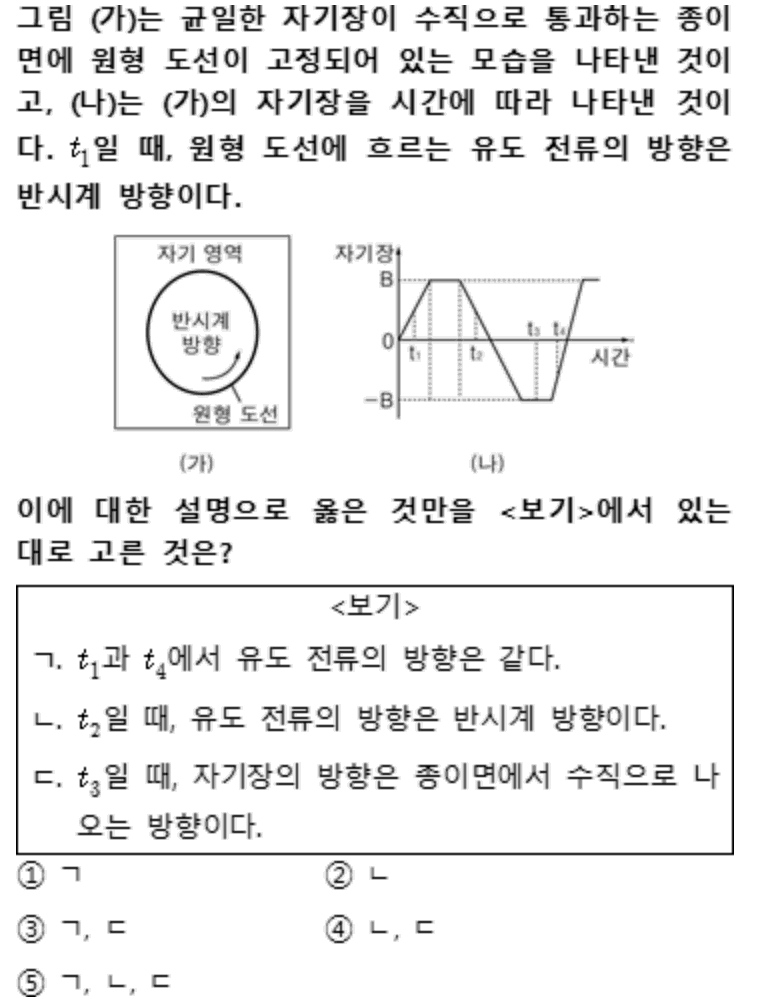 그림 (가)는 균일한 자기장이 수직으로 통과하는 종이
면에 원형 도선이 고정되어 있는 모습을 나타낸 것이
고, (나)는 (가)의 자기장을 시간에 따라 나타낸 것이
다. t₁일 때, 원형 도선에 흐르는 유도 전류의 방향은
반시계 방향이다.
자기 영역
반시계
방향
원형 도선
(가)
자기장
B
0
t₁
t₂
t₃
t₄
시간
-B
(나)
이에 대한 설명으로 옳은 것만을 <보기>에서 있는
대로 고른 것은?
<보기>
ㄱ. t₁과 t₄에서 유도 전류의 방향은 같다.
ㄴ. t₂일 때, 유도 전류의 방향은 반시계 방향이다.
ㄷ. t₃일 때, 자기장의 방향은 종이면에서 수직으로 나
오는 방향이다.
① ㄱ ② ㄴ
③ ㄱ, ㄷ ④ ㄴ, ㄷ
⑤ ㄱ, ㄴ, ㄷ